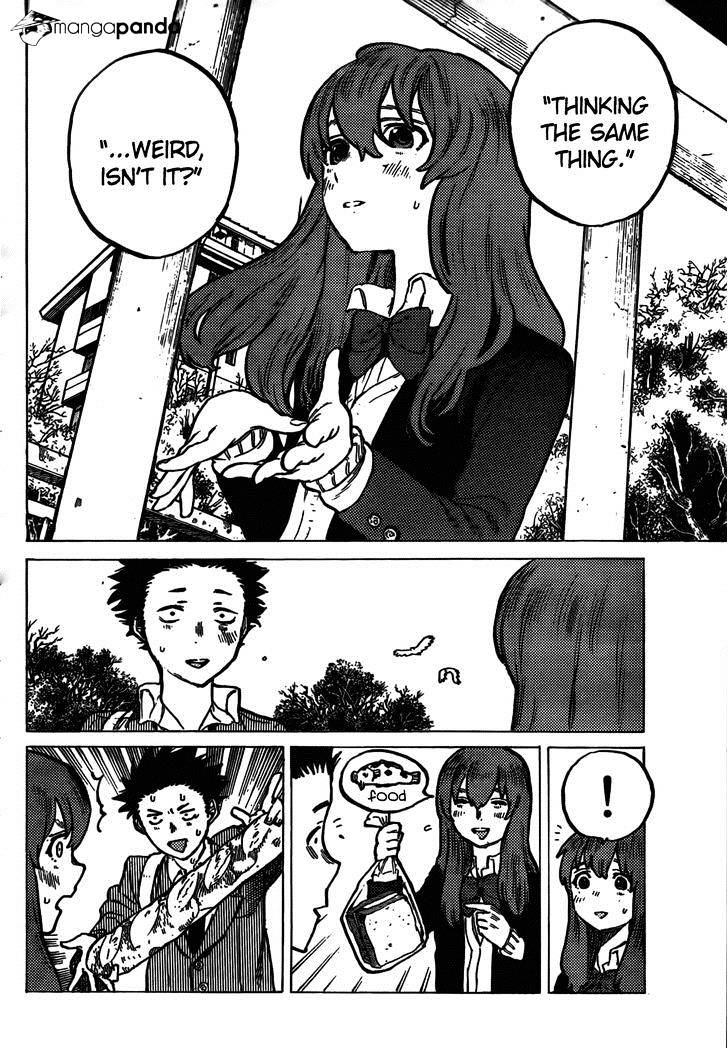 mangapanda
"THINKING
THE SAME
THING."
"...WEIRD,
ISN'T IT?"
!
food